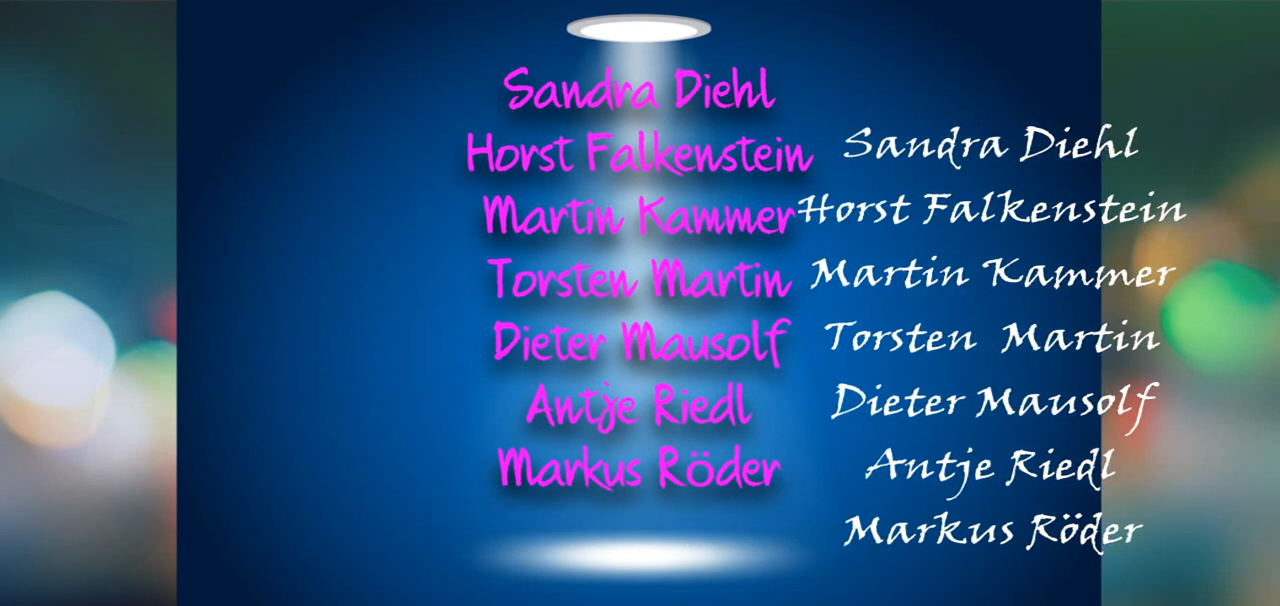 Sandra Diehl
Horst Falkenstein
Martin Kammer
Torsten Martin
Dieter Mausolf
Antje Riedl
Markus Röder
Sandra Diehl
Horst Falkenstein
Martin Kammer
Torsten Martin
Dieter Mausolf
Antje Riedl
Markus Röder